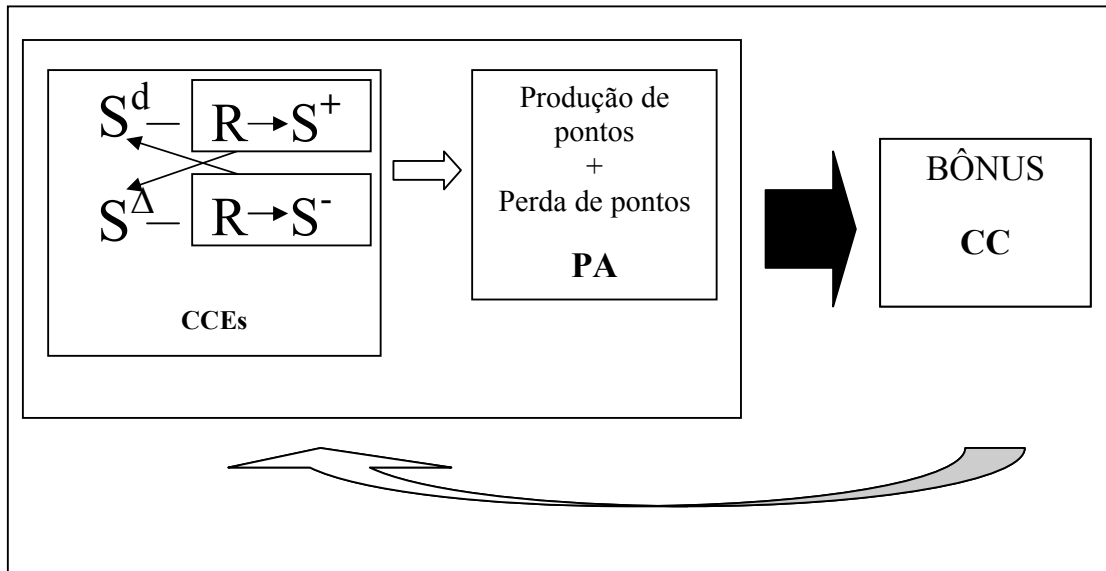 S^d — R → S^+
S^Δ — R → S^-
CCEs
Produção de
pontos
+
Perda de pontos
PA
BÔNUS
CC